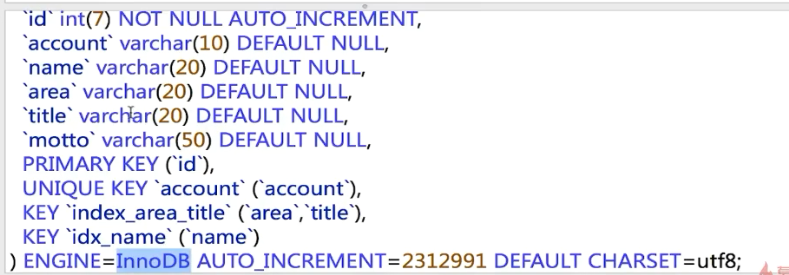 `id` int(7) NOT NULL AUTO_INCREMENT,
`account` varchar(10) DEFAULT NULL,
`name` varchar(20) DEFAULT NULL,
`area` varchar(20) DEFAULT NULL,
`title` varchar(20) DEFAULT NULL,
`motto` varchar(50) DEFAULT NULL,
PRIMARY KEY (`id`),
UNIQUE KEY `account` (`account`),
KEY `index_area_title` (`area`,`title`),
KEY `idx_name` (`name`)
) ENGINE=InnoDB AUTO_INCREMENT=2312991 DEFAULT CHARSET=utf8;